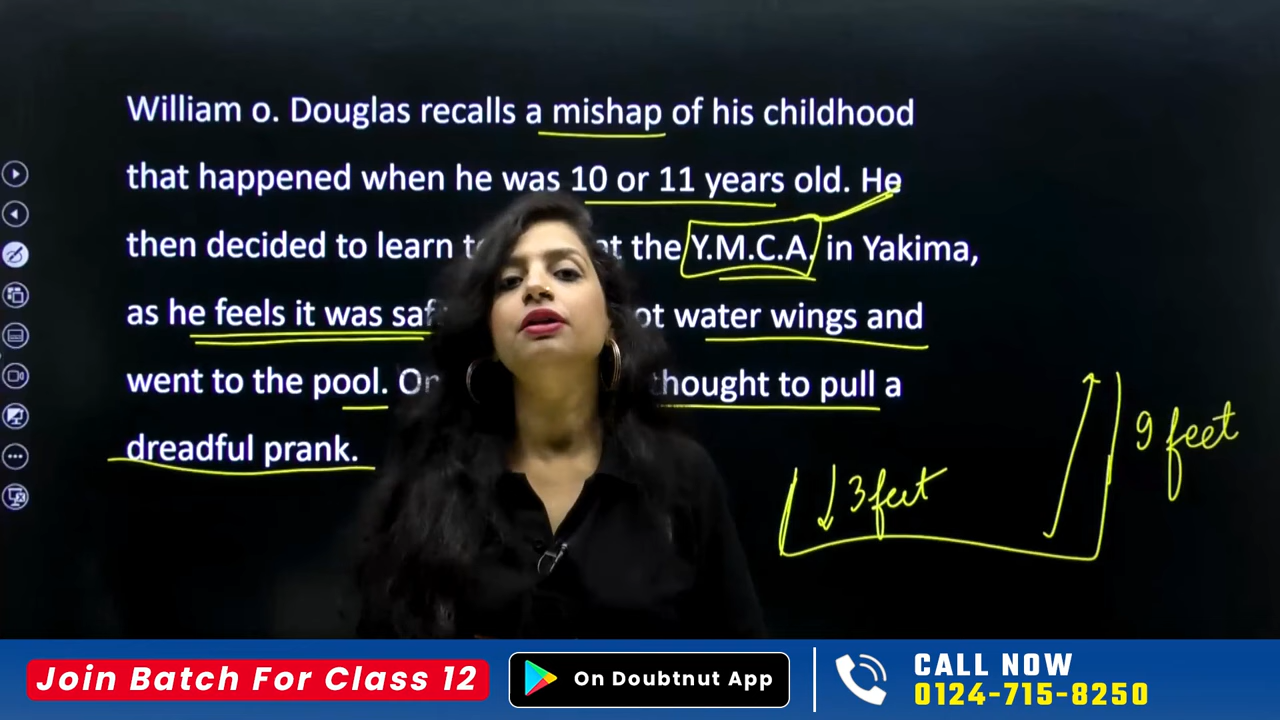 William o. Douglas recalls a mishap of his childhood
that happened when he was 10 or 11 years old. He
then decided to learn at the Y.M.C.A. in Yakima,
as he feels it was water wings and
went to the pool. thought to pull a
dreadful prank.
9 feet
3 feet
Join Batch For Class 12
On Doubtnut App
CALL NOW
0124-715-8250